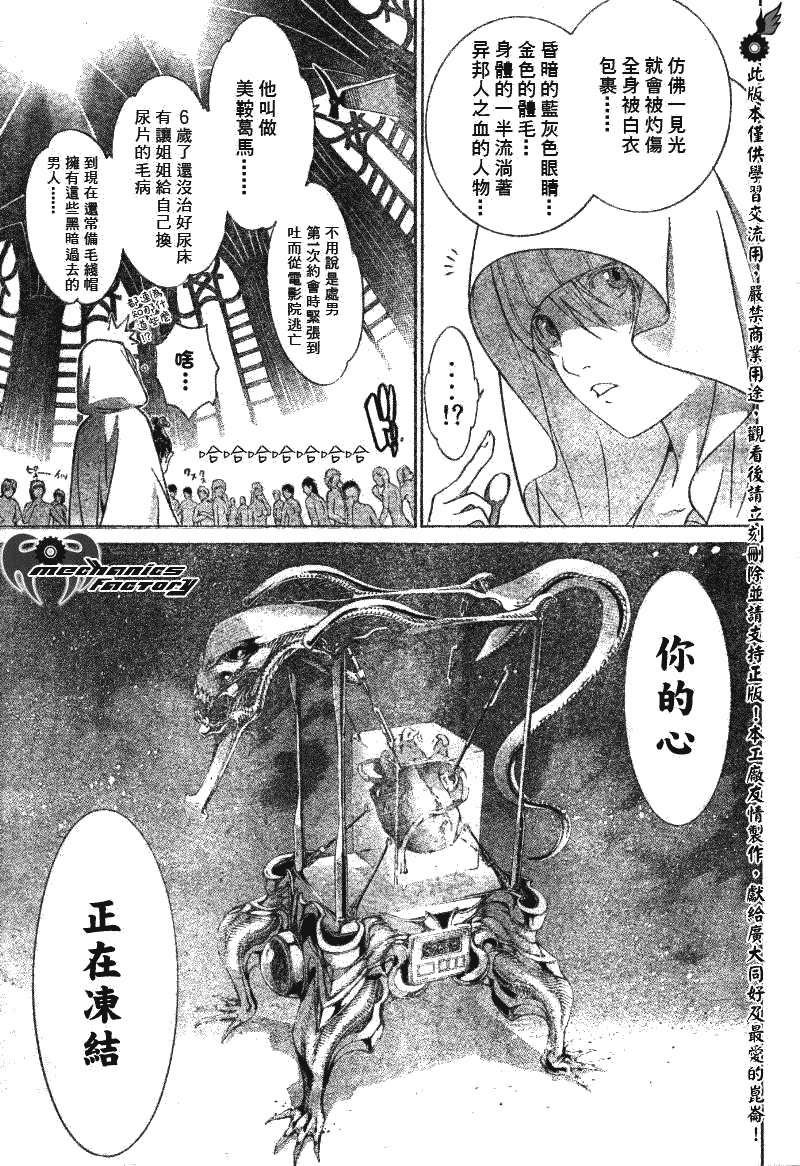 仿佛一見光
就會被灼傷
全身被白衣
包裹……
昏暗的藍灰色眼睛…
金色的體毛…
身體的一半流淌著
异邦人之血的人物…
…!?
他叫做
美鞍葛馬……
6歲了還沒治好尿床
有讓姐姐給自己換
尿片的毛病
到現在還常備毛綫帽
擁有這些黑暗過去的
男人……
不用說是處男
第1次約會時緊張到
吐而從電影院逃亡
啥…
哈哈哈哈哈哈哈
クスクス
你的心
正在凍結
mechanics
factory
此版本僅供學習交流用，嚴禁商業用途，觀看後請立刻刪除並請支持正版！本工廠友情製作，獻給廣大同好及最愛的崑崙！